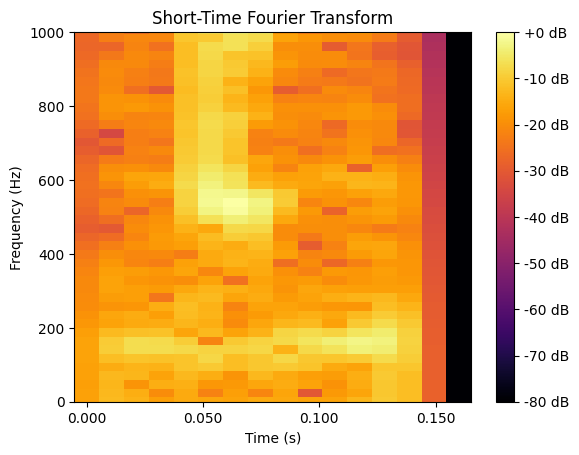 Short-Time Fourier Transform
1000
800
600
400
200
0
Frequency (Hz)
0.000
0.050
0.100
0.150
Time (s)
+0 dB
-10 dB
-20 dB
-30 dB
-40 dB
-50 dB
-60 dB
-70 dB
-80 dB